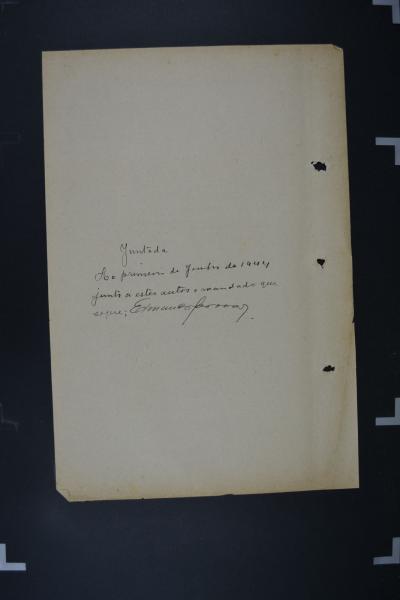 Juntada
Ao primeiro de Junho de 1944
junto a estes autos o mandado que
segue.